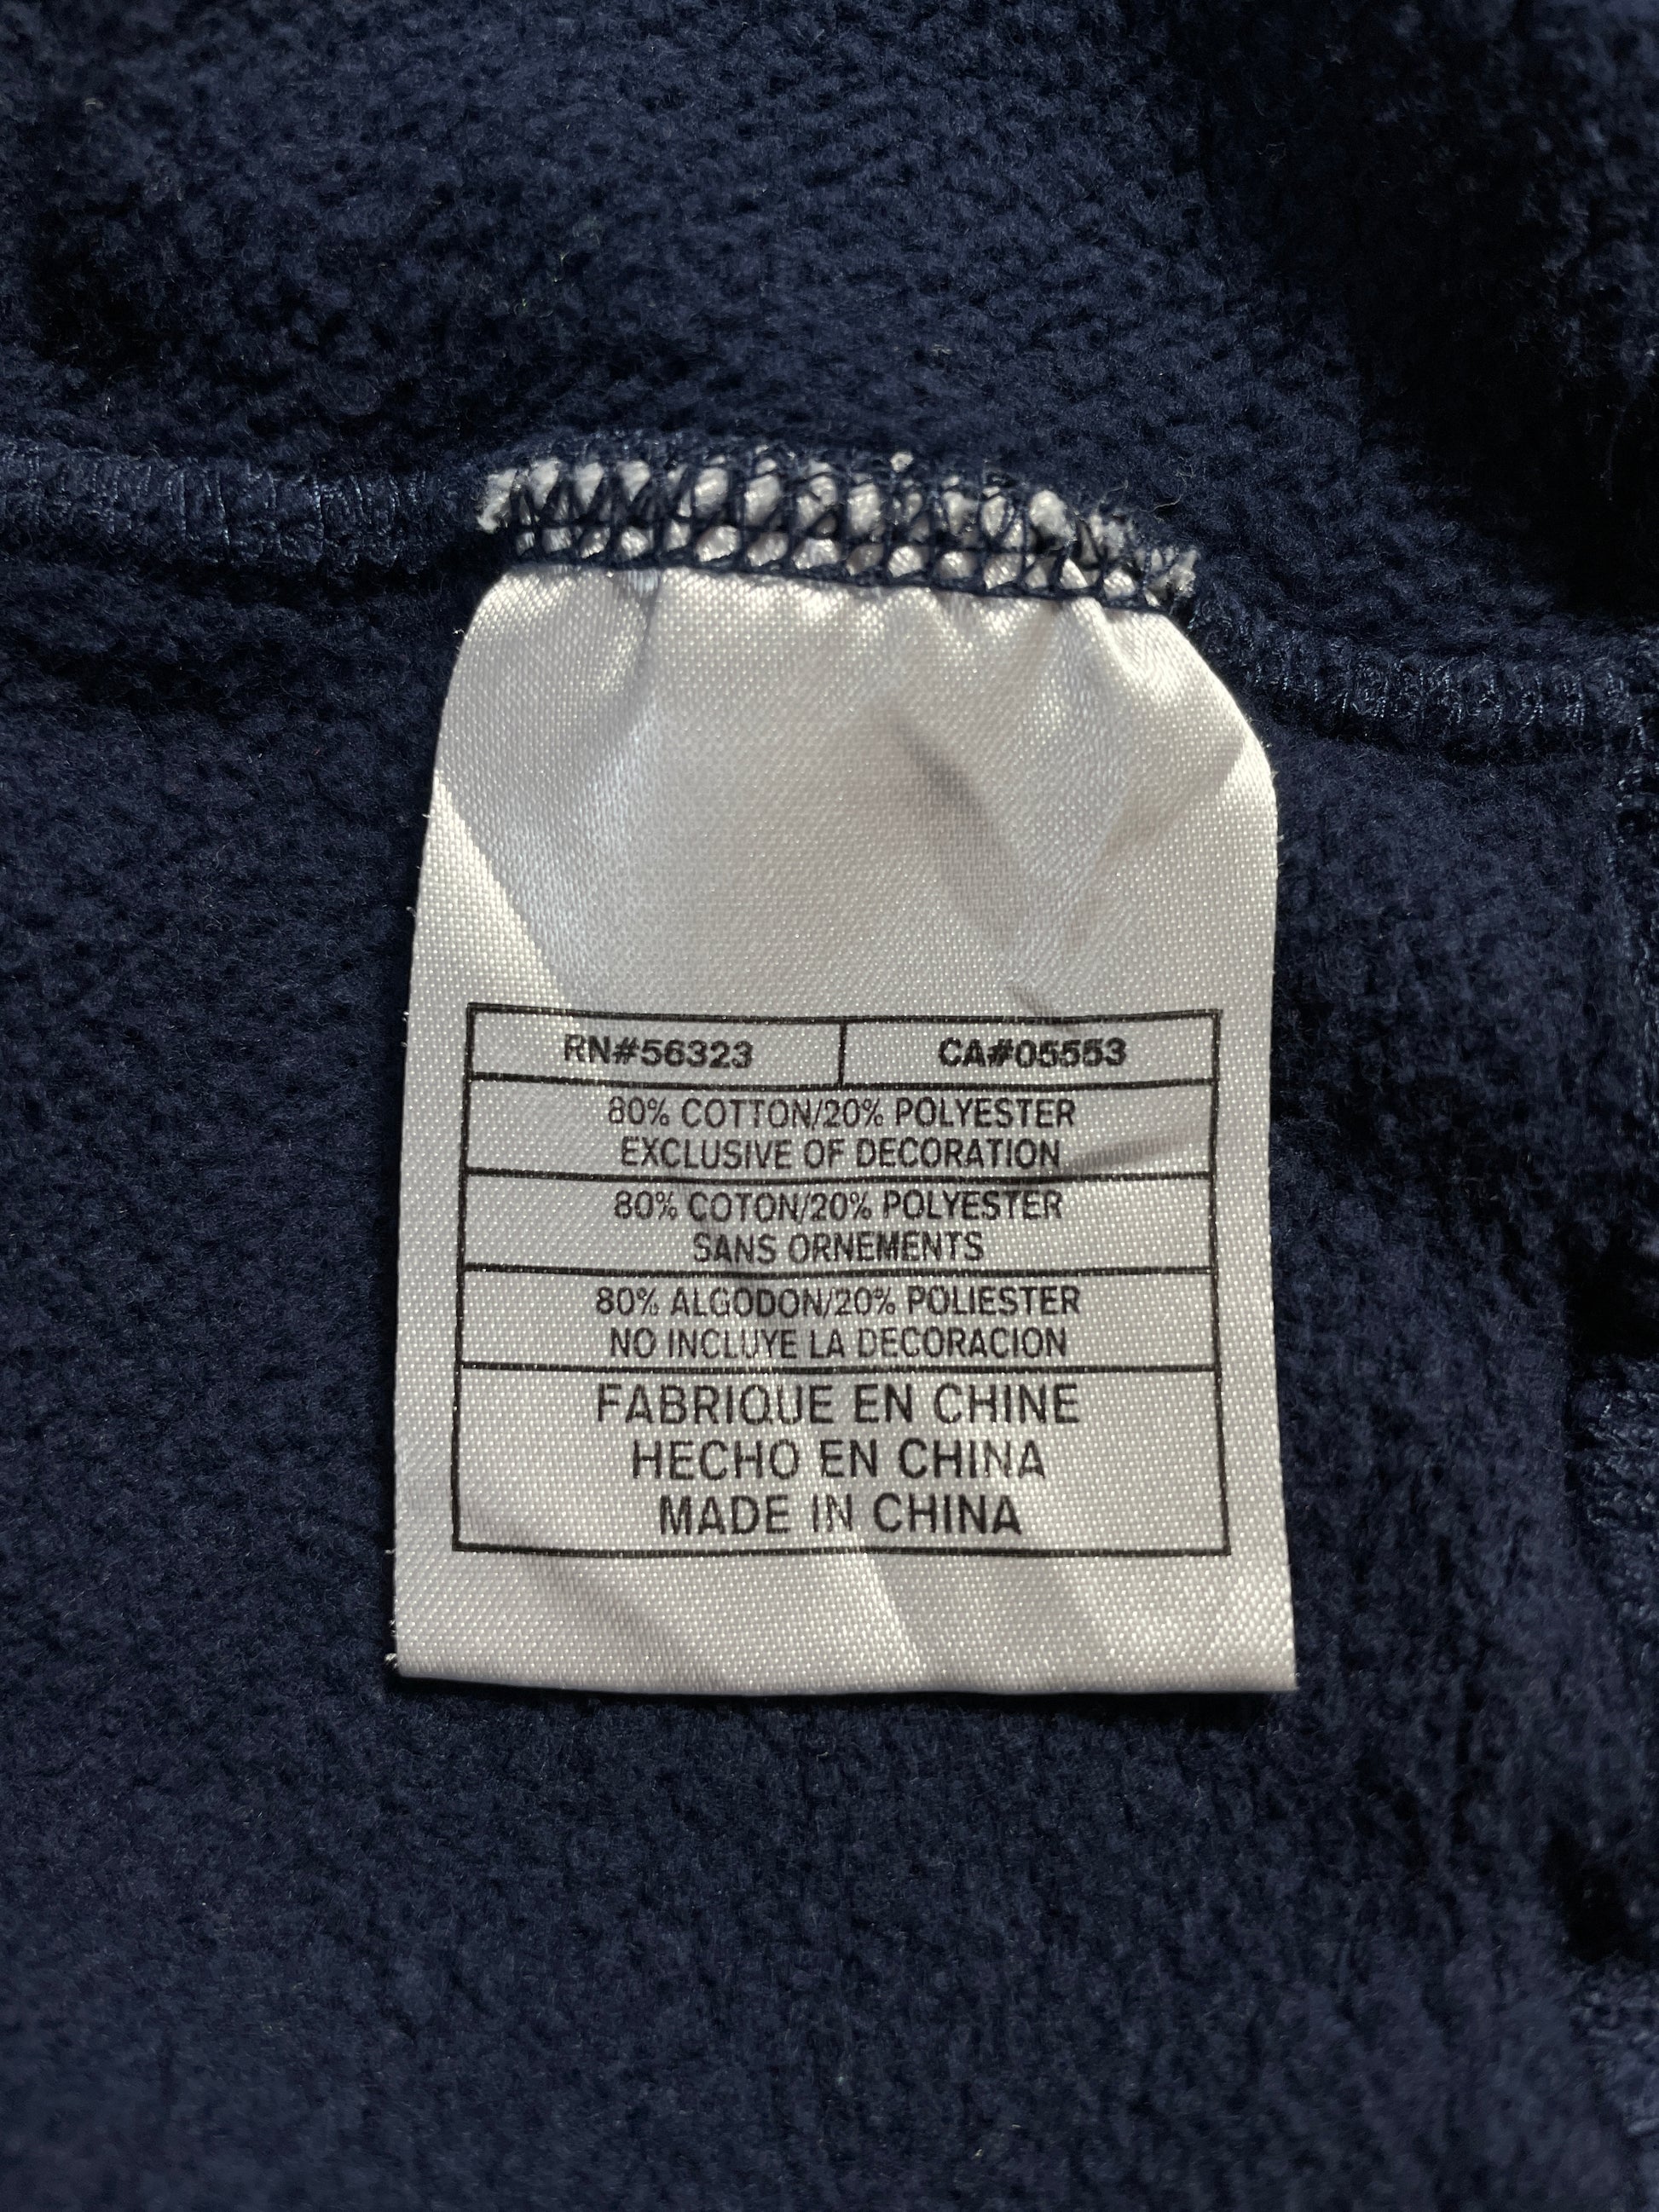 RN#56323 CA#05553
80% COTTON/20% POLYESTER
EXCLUSIVE OF DECORATION
80% COTON/20% POLYESTER
SANS ORNEMENTS
80% ALGODON/20% POLIESTER
NO INCLUYE LA DECORACION
FABRIQUE EN CHINE
HECHO EN CHINA
MADE IN CHINA